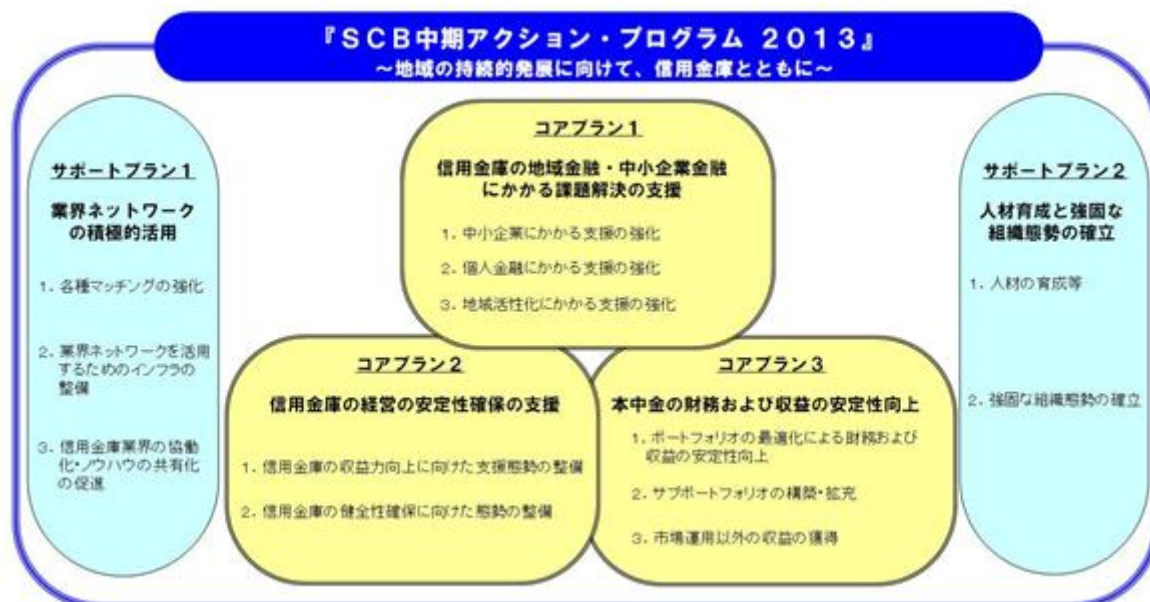 『SCB中期アクション・プログラム 2013』
～地域の持続的発展に向けて、信用金庫とともに～
サポートプラン1
業界ネットワーク
の積極的活用
1. 各種マッチングの強化
2. 業界ネットワークを活用
するためのインフラの
整備
3. 信用金庫業界の協働
化・ノウハウの共有化
の促進
コアプラン1
信用金庫の地域金融・中小企業金融
にかかる課題解決の支援
1. 中小企業にかかる支援の強化
2. 個人金融にかかる支援の強化
3. 地域活性化にかかる支援の強化
コアプラン2
信用金庫の経営の安定性確保の支援
1. 信用金庫の収益力向上に向けた支援態勢の整備
2. 信用金庫の健全性確保に向けた態勢の整備
コアプラン3
本中金の財務および収益の安定性向上
1. ポートフォリオの最適化による財務および
収益の安定性向上
2. サブポートフォリオの構築・拡充
3. 市場運用以外の収益の獲得
サポートプラン2
人材育成と強固な
組織態勢の確立
1. 人材の育成等
2. 強固な組織態勢の確立